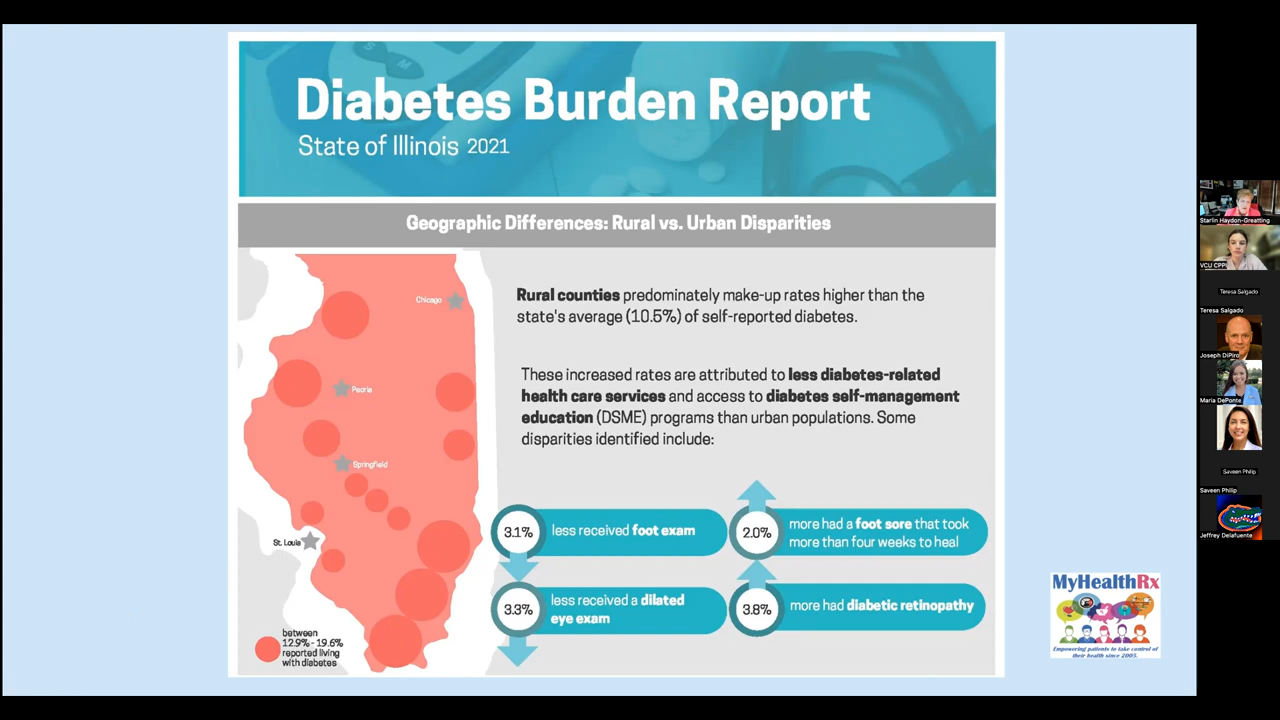 Diabetes Burden Report
State of Illinois 2021
Geographic Differences: Rural vs. Urban Disparities
Chicago
Peoria
Springfield
St. Louis
between
12.9% - 19.6%
reported living
with diabetes
Rural counties predominately make-up rates higher than the
state's average (10.5%) of self-reported diabetes.
These increased rates are attributed to less diabetes-related
health care services and access to diabetes self-management
education (DSME) programs than urban populations. Some
disparities identified include:
3.1%
less received foot exam
2.0%
more had a foot sore that took
more than four weeks to heal
3.3%
less received a dilated
eye exam
3.8%
more had diabetic retinopathy
MyHealthRx
Empowering patients to take control of
their health since 2005.
Starlin Haydon-Greatting
VCU CPPI
Teresa Salgado
Teresa Salgado
Joseph DiPiro
Maria DePonte
Saveen Philip
Saveen Philip
Jeffrey Delafuente